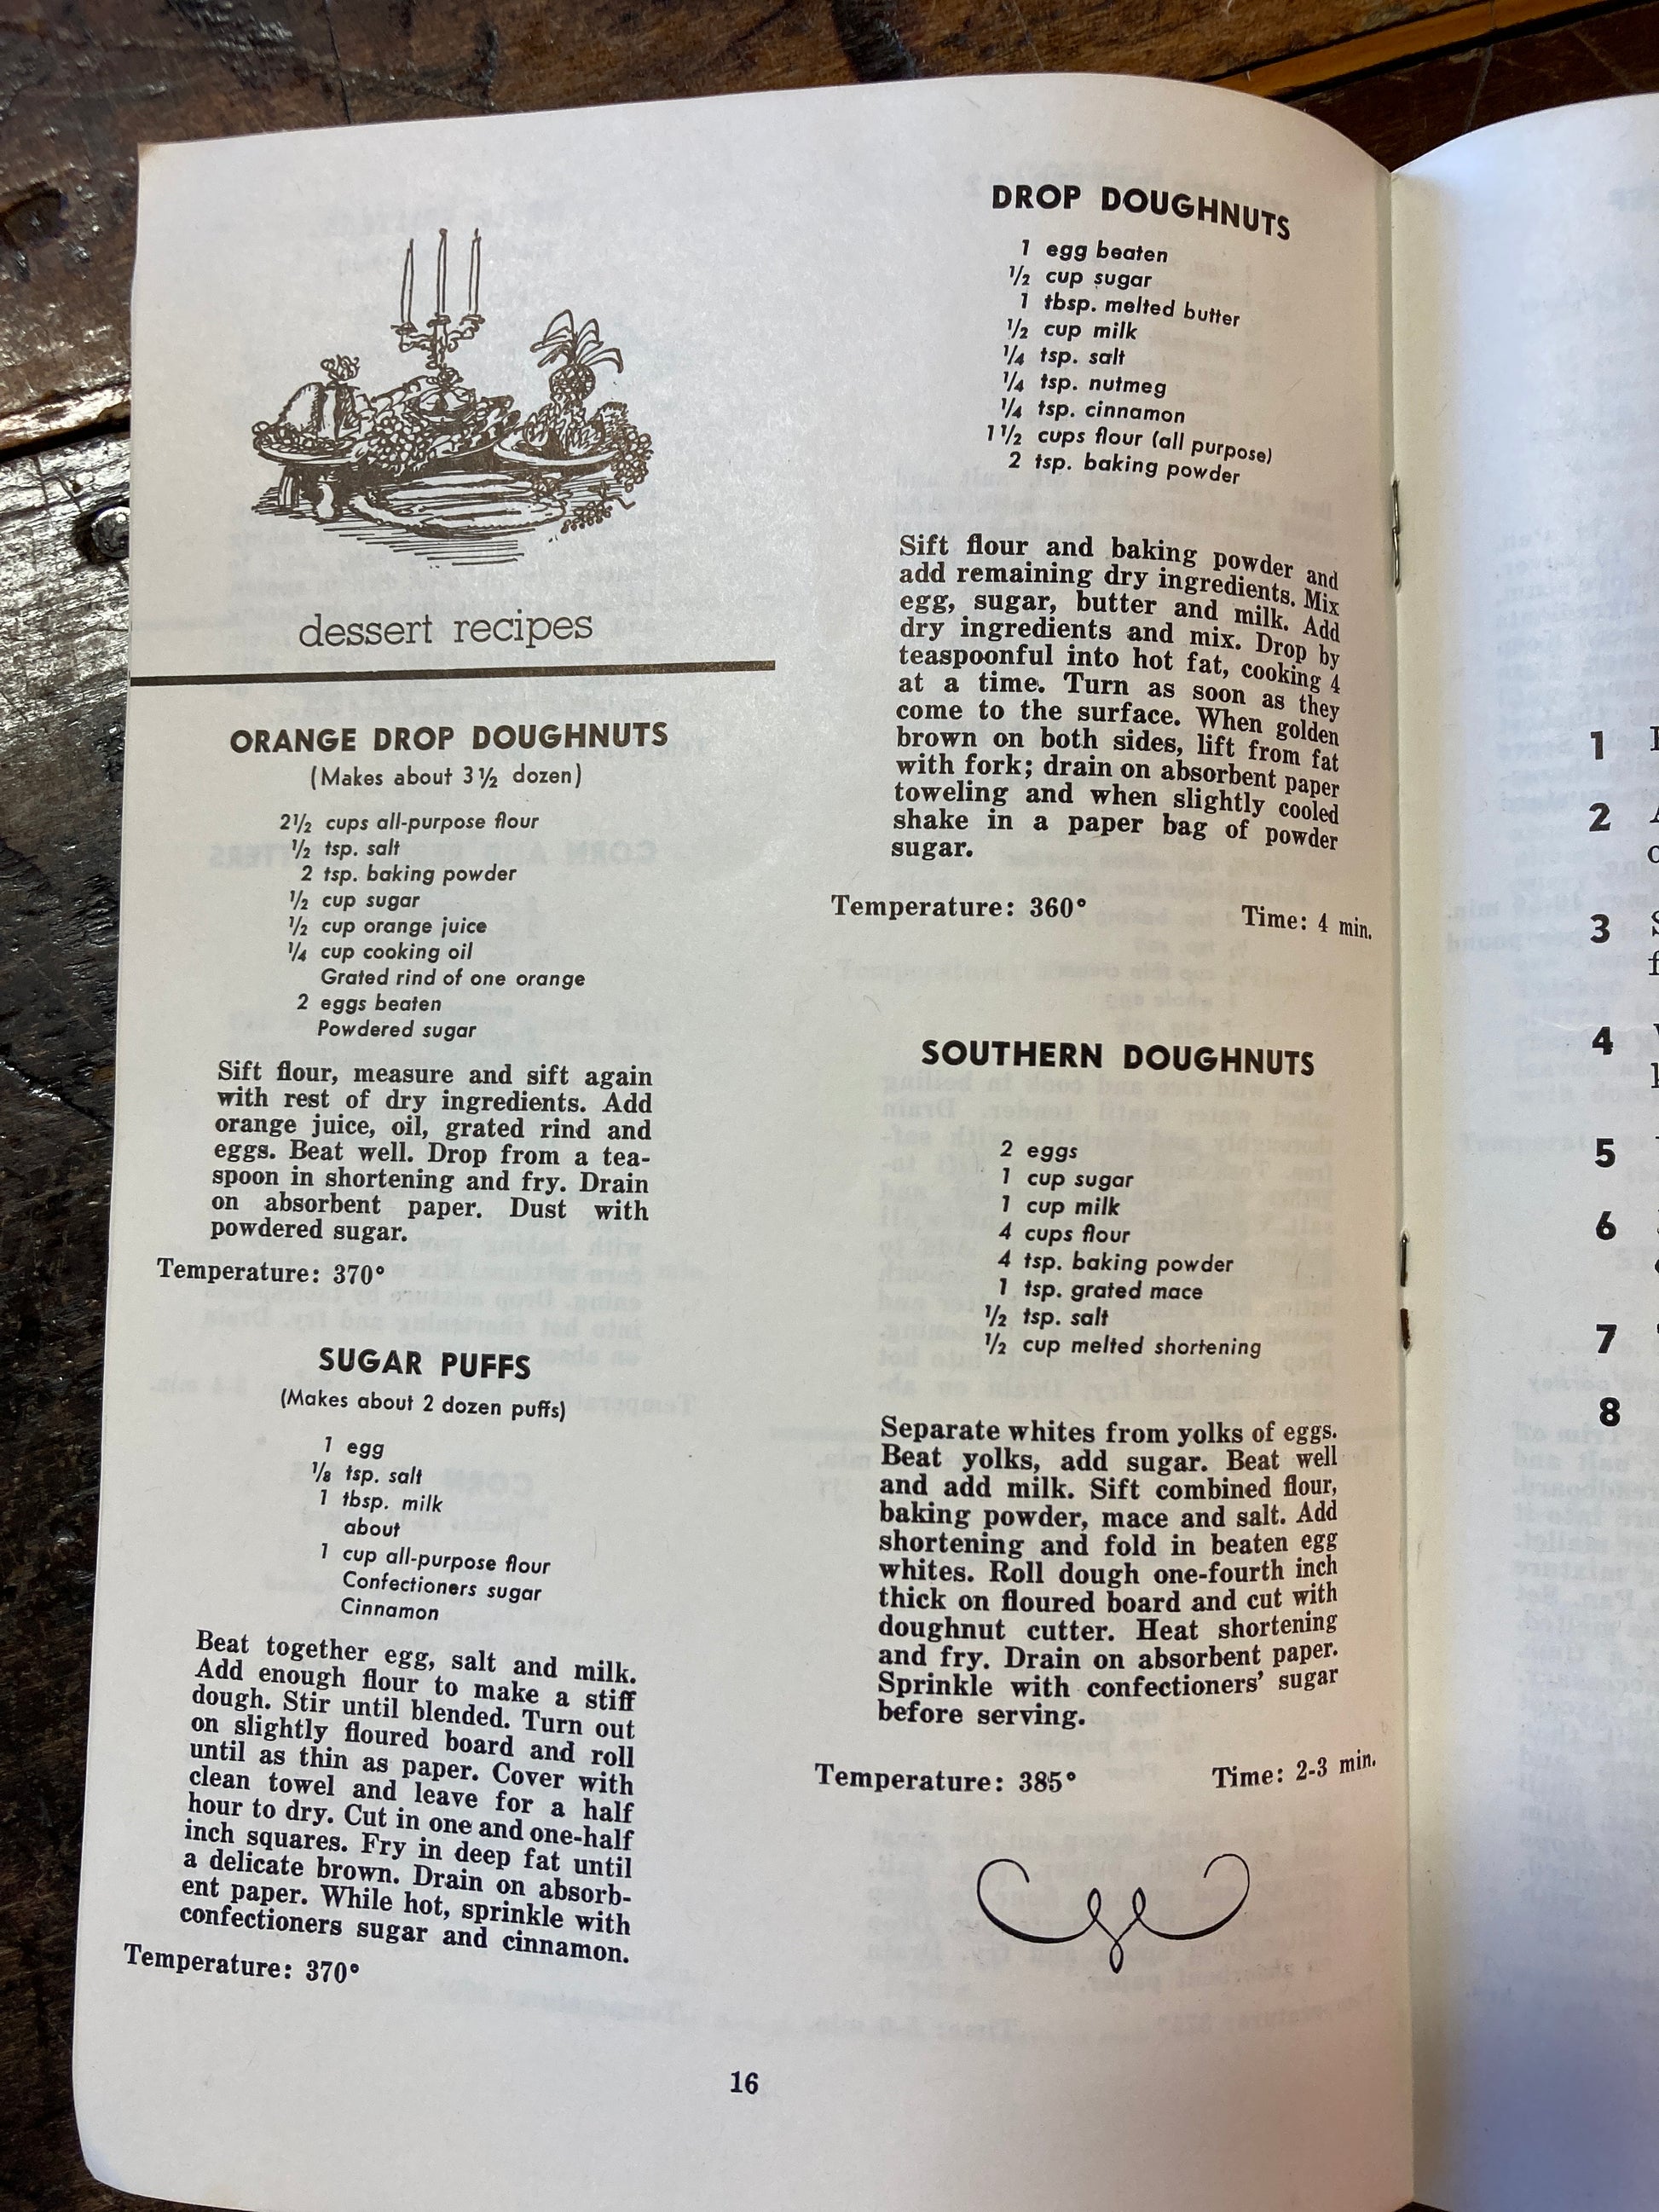 dessert recipes
ORANGE DROP DOUGHNUTS
(Makes about 3½ dozen)
2½ cups all-purpose flour
½ tsp. salt
2 tsp. baking powder
½ cup sugar
½ cup orange juice
¼ cup cooking oil
Grated rind of one orange
2 eggs beaten
Powdered sugar
Sift flour, measure and sift again
with rest of dry ingredients. Add
orange juice, oil, grated rind and
eggs. Beat well. Drop from a tea-
spoon in shortening and fry. Drain
on absorbent paper. Dust with
powdered sugar.
Temperature: 370°
SUGAR PUFFS
(Makes about 2 dozen puffs)
1 egg
⅛ tsp. salt
1 tbsp. milk
about
1 cup all-purpose flour
Confectioners sugar
Cinnamon
Beat together egg, salt and milk.
Add enough flour to make a stiff
dough. Stir until blended. Turn out
on slightly floured board and roll
until as thin as paper. Cover with
clean towel and leave for a half
hour to dry. Cut in one and one-half
inch squares. Fry in deep fat until
a delicate brown. Drain on absorb-
ent paper. While hot, sprinkle with
confectioners sugar and cinnamon.
Temperature: 370°
DROP DOUGHNUTS
1 egg beaten
½ cup sugar
1 tbsp. melted butter
½ cup milk
¼ tsp. salt
¼ tsp. nutmeg
¼ tsp. cinnamon
1½ cups flour (all purpose)
2 tsp. baking powder
Sift flour and baking powder and
add remaining dry ingredients. Mix
egg, sugar, butter and milk. Add
dry ingredients and mix. Drop by
teaspoonful into hot fat, cooking 4
at a time. Turn as soon as they
come to the surface. When golden
brown on both sides, lift from fat
with fork; drain on absorbent paper
toweling and when slightly cooled
shake in a paper bag of powder
sugar.
Temperature: 360° Time: 4 min.
SOUTHERN DOUGHNUTS
2 eggs
1 cup sugar
1 cup milk
4 cups flour
4 tsp. baking powder
1 tsp. grated mace
½ tsp. salt
½ cup melted shortening
Separate whites from yolks of eggs.
Beat yolks, add sugar. Beat well
and add milk. Sift combined flour,
baking powder, mace and salt. Add
shortening and fold in beaten egg
whites. Roll dough one-fourth inch
thick on floured board and cut with
doughnut cutter. Heat shortening
and fry. Drain on absorbent paper.
Sprinkle with confectioners' sugar
before serving.
Temperature: 385° Time: 2-3 min.
16
1
2
3
4
5
6
7
8